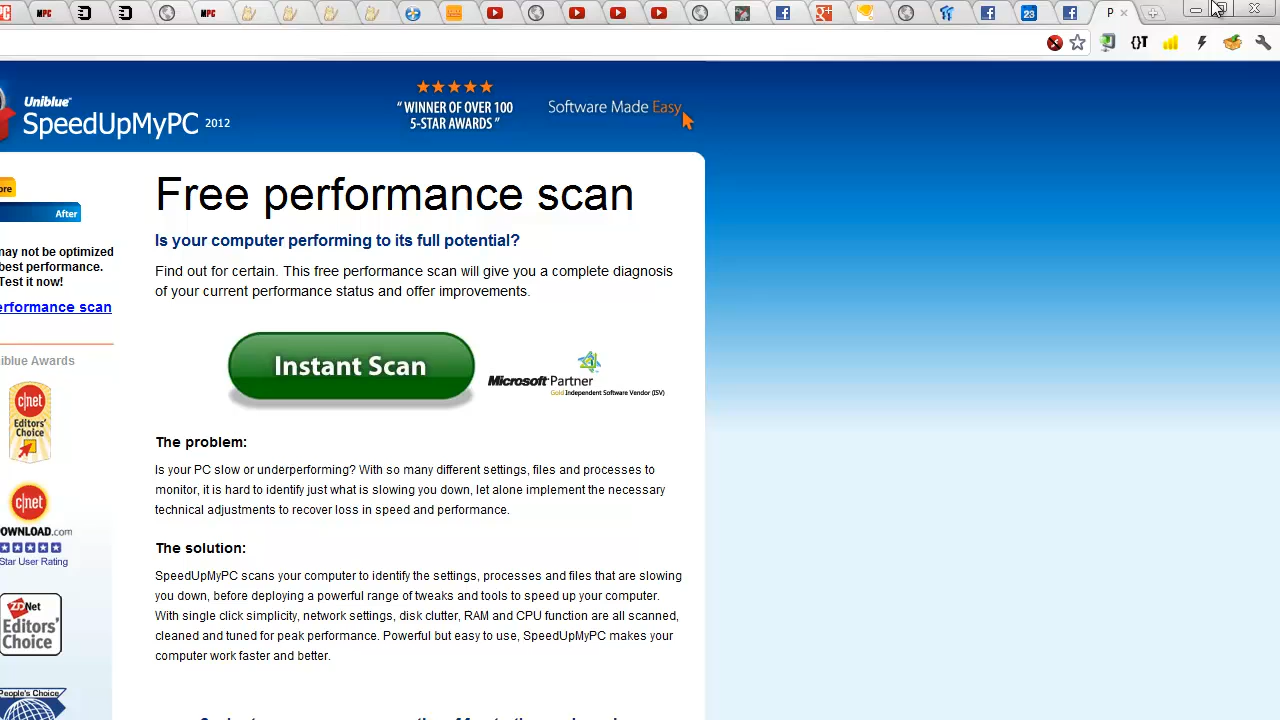 MPC
MPC
23
P
{}T
Uniblue
SpeedUpMyPC 2012
“ WINNER OF OVER 100
5-STAR AWARDS ”
Software Made Easy
ore
After
may not be optimized
best performance.
Test it now!
erformance scan
niblue Awards
c|net
Editors'
Choice
c|net
DOWNLOAD.com
Star User Rating
ZDNet
Editors'
Choice
People's Choice
Free performance scan
Is your computer performing to its full potential?
Find out for certain. This free performance scan will give you a complete diagnosis
of your current performance status and offer improvements.
Instant Scan
Microsoft Partner
Gold Independent Software Vendor (ISV)
The problem:
Is your PC slow or underperforming? With so many different settings, files and processes to
monitor, it is hard to identify just what is slowing you down, let alone implement the necessary
technical adjustments to recover loss in speed and performance.
The solution:
SpeedUpMyPC scans your computer to identify the settings, processes and files that are slowing
you down, before deploying a powerful range of tweaks and tools to speed up your computer.
With single click simplicity, network settings, disk clutter, RAM and CPU function are all scanned,
cleaned and tuned for peak performance. Powerful but easy to use, SpeedUpMyPC makes your
computer work faster and better.